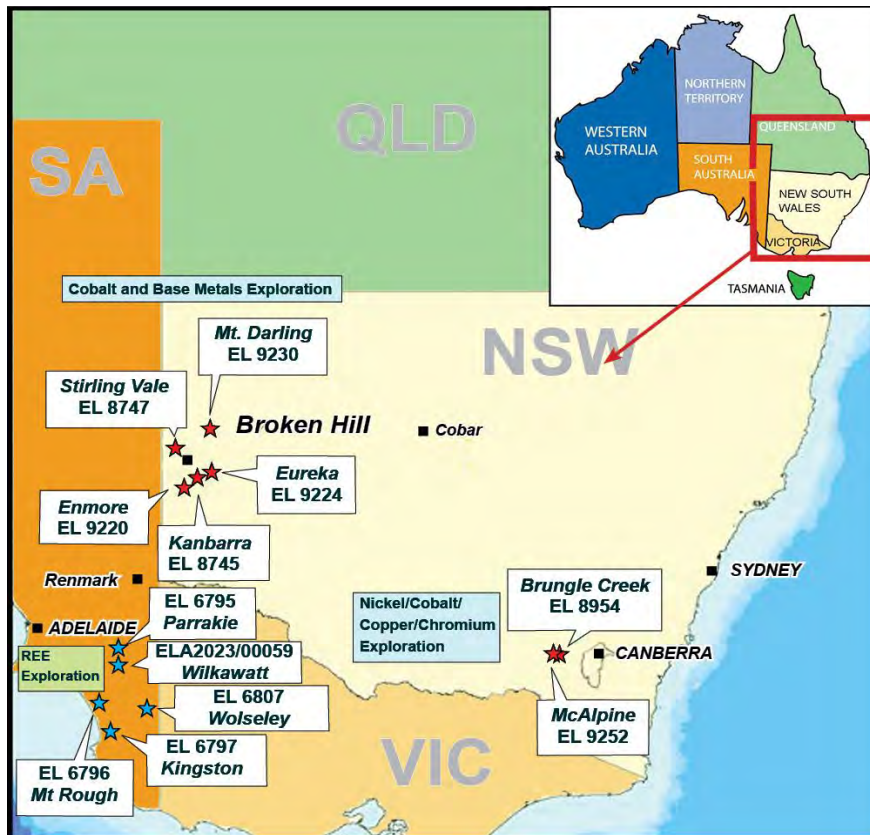 QLD
SA
NORTHERN
TERRITORY
QUEENSLAND
WESTERN
AUSTRALIA
SOUTH
AUSTRALIA
NEW SOUTH
WALES
VICTORIA
TASMANIA
Cobalt and Base Metals Exploration
NSW
Mt. Darling
EL 9230
Stirling Vale
EL 8747
Broken Hill
Cobar
Eureka
EL 9224
Enmore
EL 9220
Kanbarra
EL 8745
Renmark
SYDNEY
Nickel/Cobalt/
Copper/Chromium
Exploration
Brungle Creek
EL 8954
EL 6795
Parrakie
ADELAIDE
REE
Exploration
ELA2023/00059
Wilkawatt
CANBERRA
EL 6807
Wolseley
McAlpine
EL 9252
VIC
EL 6797
Kingston
EL 6796
Mt Rough